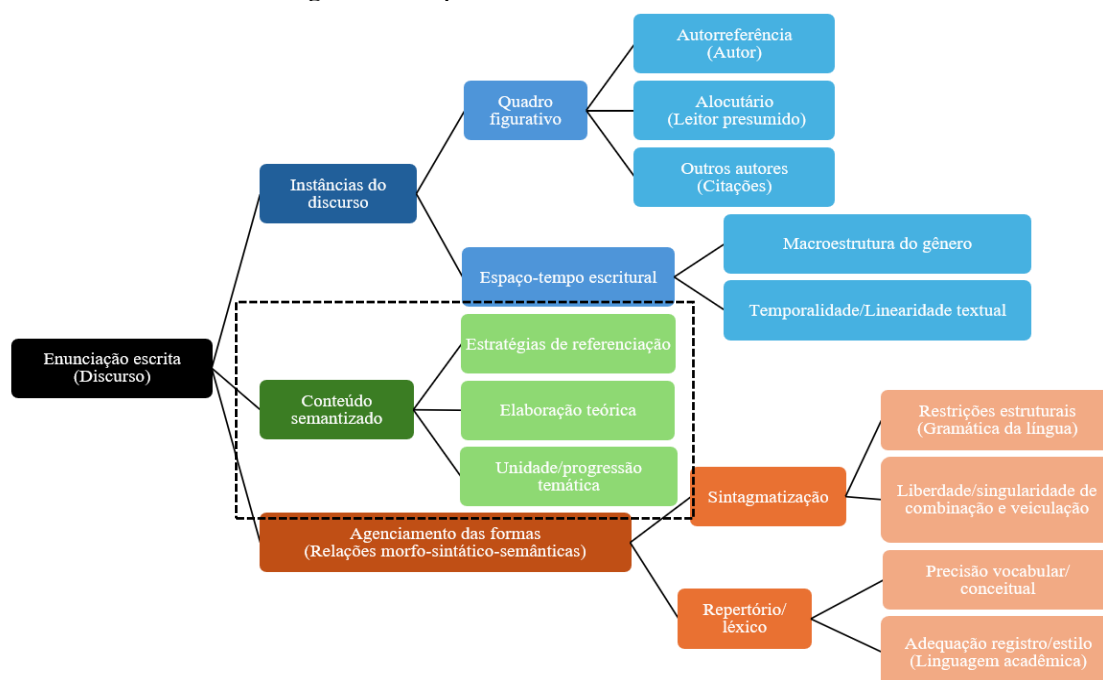 Autorreferência
(Autor)
Quadro
figurativo
Alocutário
(Leitor presumido)
Outros autores
(Citações)
Instâncias do
discurso
Macroestrutura do gênero
Espaço-tempo escritural
Temporalidade/Linearidade textual
Enunciação escrita
(Discurso)
Estratégias de referenciação
Conteúdo
semantizado
Elaboração teórica
Unidade/progressão
temática
Restrições estruturais
(Gramática da língua)
Sintagmatização
Liberdade/singularidade de
combinação e veiculação
Agenciamento das formas
(Relações morfo-sintático-semânticas)
Precisão vocabular/
conceitual
Repertório/
léxico
Adequação registro/estilo
(Linguagem acadêmica)